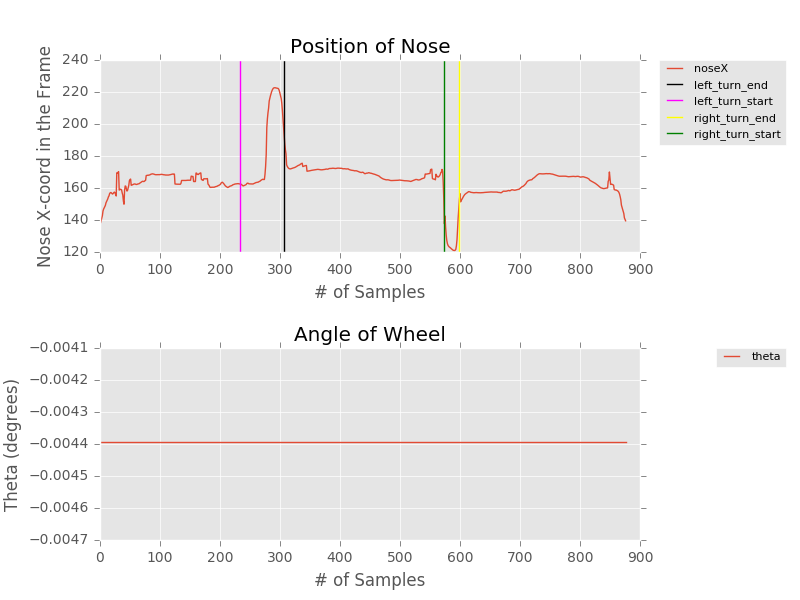 Position of Nose
Nose X-coord in the Frame
240
220
200
180
160
140
120
0 100 200 300 400 500 600 700 800 900
# of Samples
noseX
left_turn_end
left_turn_start
right_turn_end
right_turn_start
Angle of Wheel
Theta (degrees)
−0.0041
−0.0042
−0.0043
−0.0044
−0.0045
−0.0046
−0.0047
0 100 200 300 400 500 600 700 800 900
# of Samples
theta